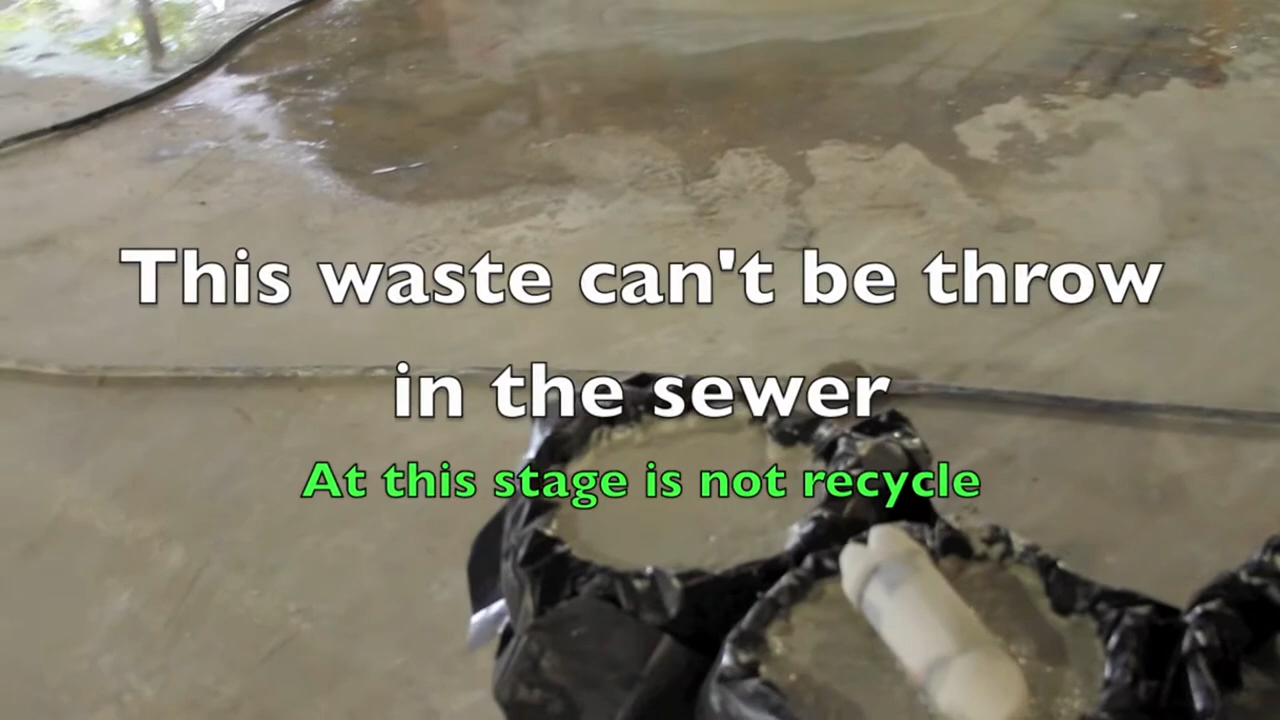 This waste can't be throw
in the sewer
At this stage is not recycle